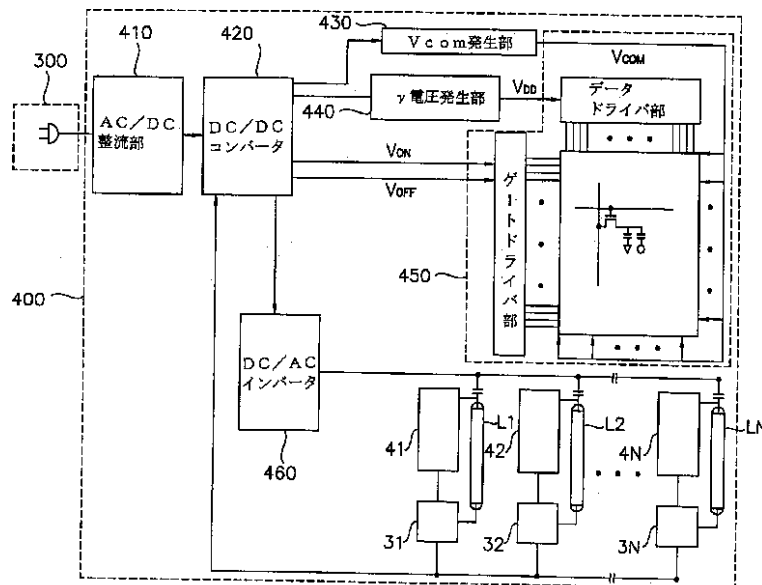 410
420
430
Vcom発生部
VCOM
300
AC/DC
整流部
DC/DC
コンバータ
440
γ電圧発生部
VDD
データ
ドライバ部
VON
VOFF
ゲートドライバ部
450
400
DC/AC
インバータ
460
41
L1
42
L2
4N
LN
31
32
3N